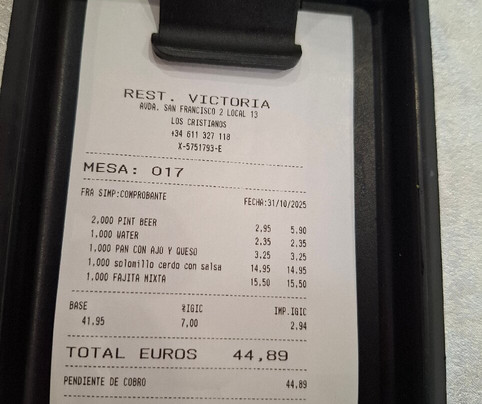 REST. VICTORIA
AVDA. SAN FRANCISCO 2 LOCAL 13
LOS CRISTIANOS
+34 611 327 118
X-5751793-E
MESA: 017
FRA SIMP:COMPROBANTE FECHA:31/10/2025
2,000 PINT BEER 2.95 5.90
1,000 WATER 2.35 2.35
1,000 PAN CON AJO Y QUESO 3.25 3.25
1,000 solomillo cerdo con salsa 14.95 14.95
1,000 FAJITA MIXTA 15.50 15.50
BASE %IGIC IMP.IGIC
41,95 7,00 2.94
TOTAL EUROS 44,89
PENDIENTE DE COBRO 44.89